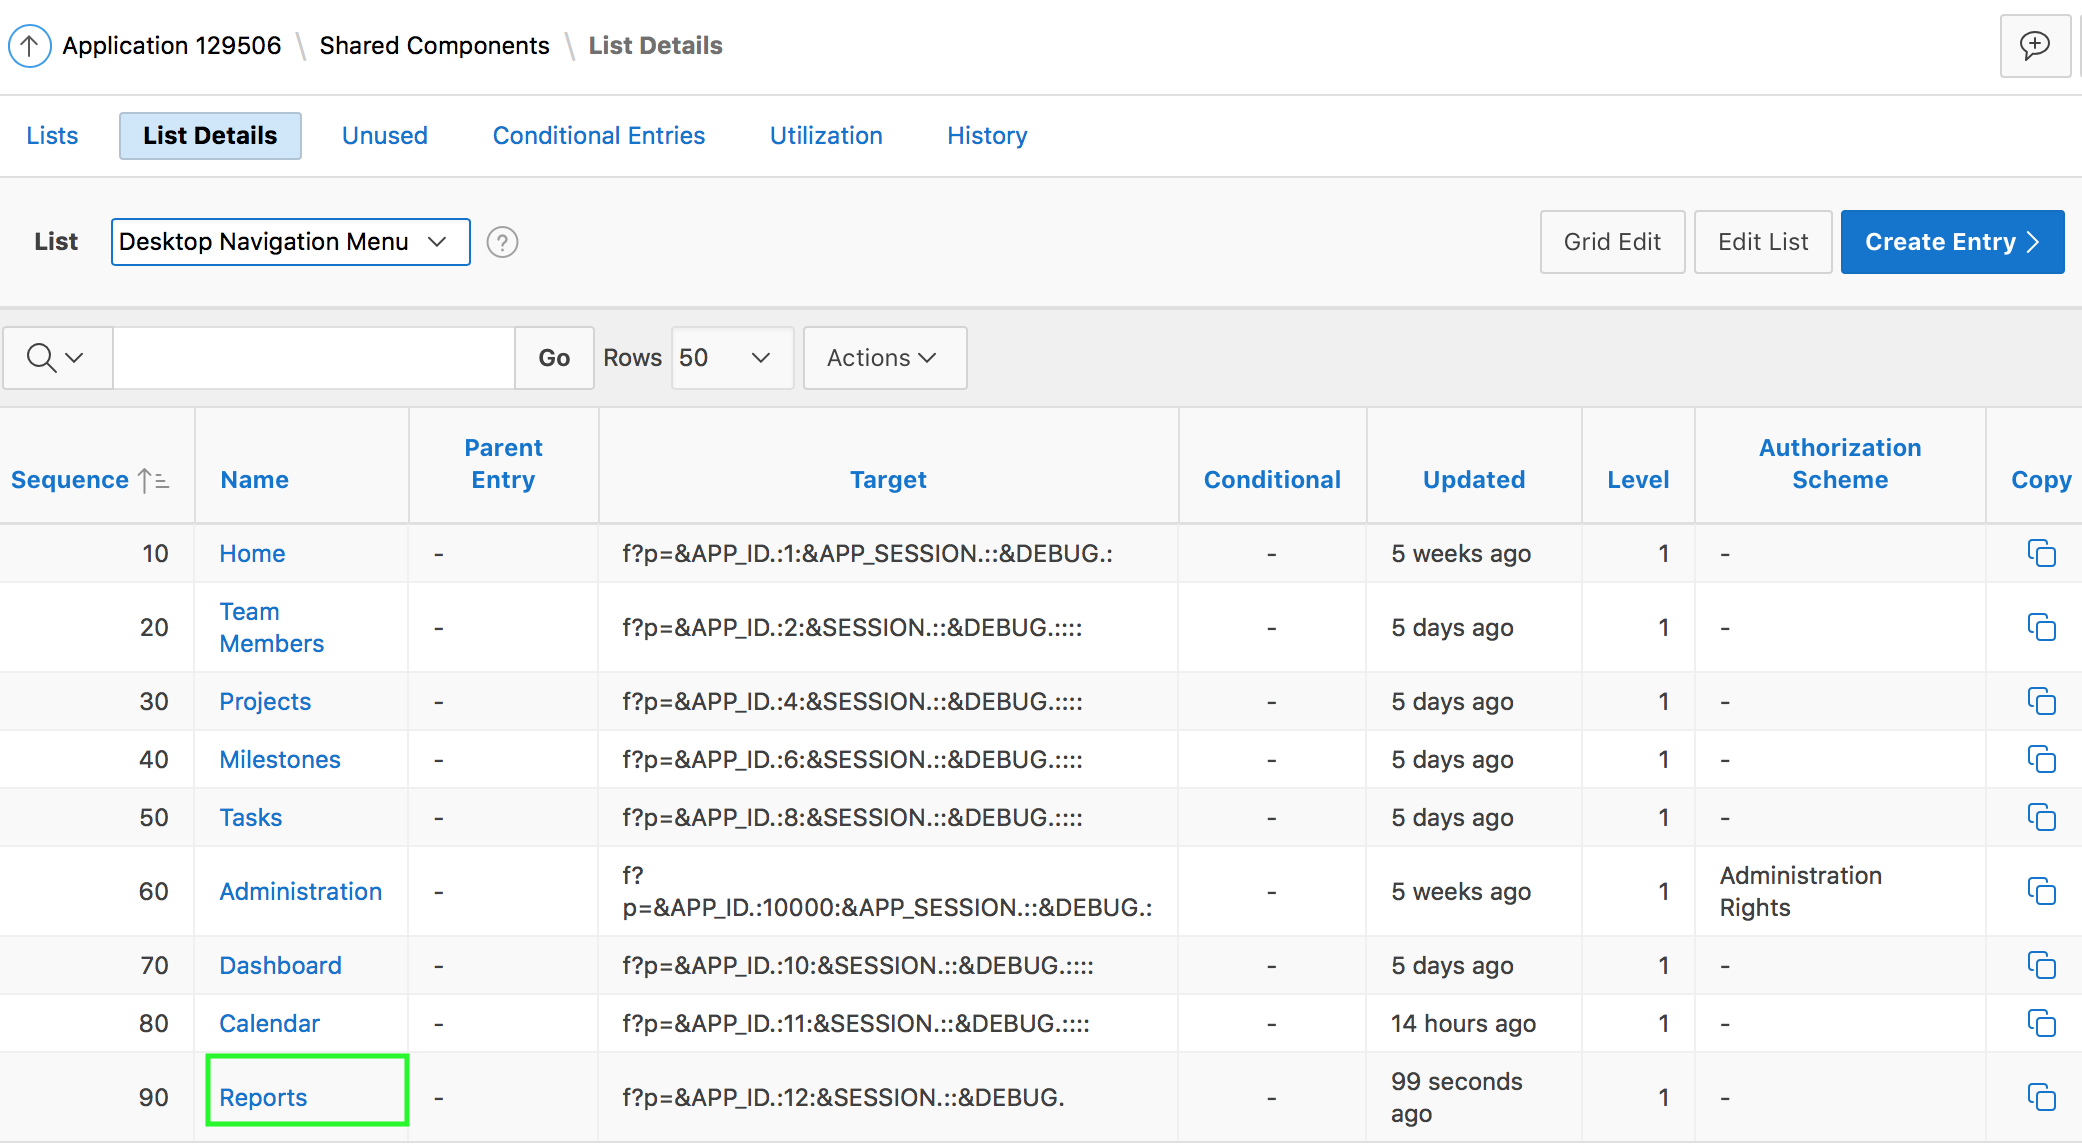 Application 129506 \ Shared Components \ List Details
Lists List Details Unused Conditional Entries Utilization History
List Desktop Navigation Menu ? Grid Edit Edit List Create Entry >
Go Rows 50 Actions
Parent
Authorization
Sequence Name Entry Target Conditional Updated Level Scheme Copy
10 Home - f?p=&APP_ID.:1:&APP_SESSION.::&DEBUG.: - 5 weeks ago 1 -
Team
20 Members - f?p=&APP_ID.:2:&SESSION.::&DEBUG.:::: - 5 days ago 1 -
30 Projects - f?p=&APP_ID.:4:&SESSION.::&DEBUG.:::: - 5 days ago 1 -
40 Milestones - f?p=&APP_ID.:6:&SESSION.::&DEBUG.:::: - 5 days ago 1 -
50 Tasks - f?p=&APP_ID.:8:&SESSION.::&DEBUG.:::: - 5 days ago 1 -
60 Administration - f?
p=&APP_ID.:10000:&APP_SESSION.::&DEBUG.: - 5 weeks ago 1 Administration
Rights
70 Dashboard - f?p=&APP_ID.:10:&SESSION.::&DEBUG.:::: - 5 days ago 1 -
80 Calendar - f?p=&APP_ID.:11:&SESSION.::&DEBUG.:::: - 14 hours ago 1 -
90 Reports - f?p=&APP_ID.:12:&SESSION.::&DEBUG. - 99 seconds
ago 1 -